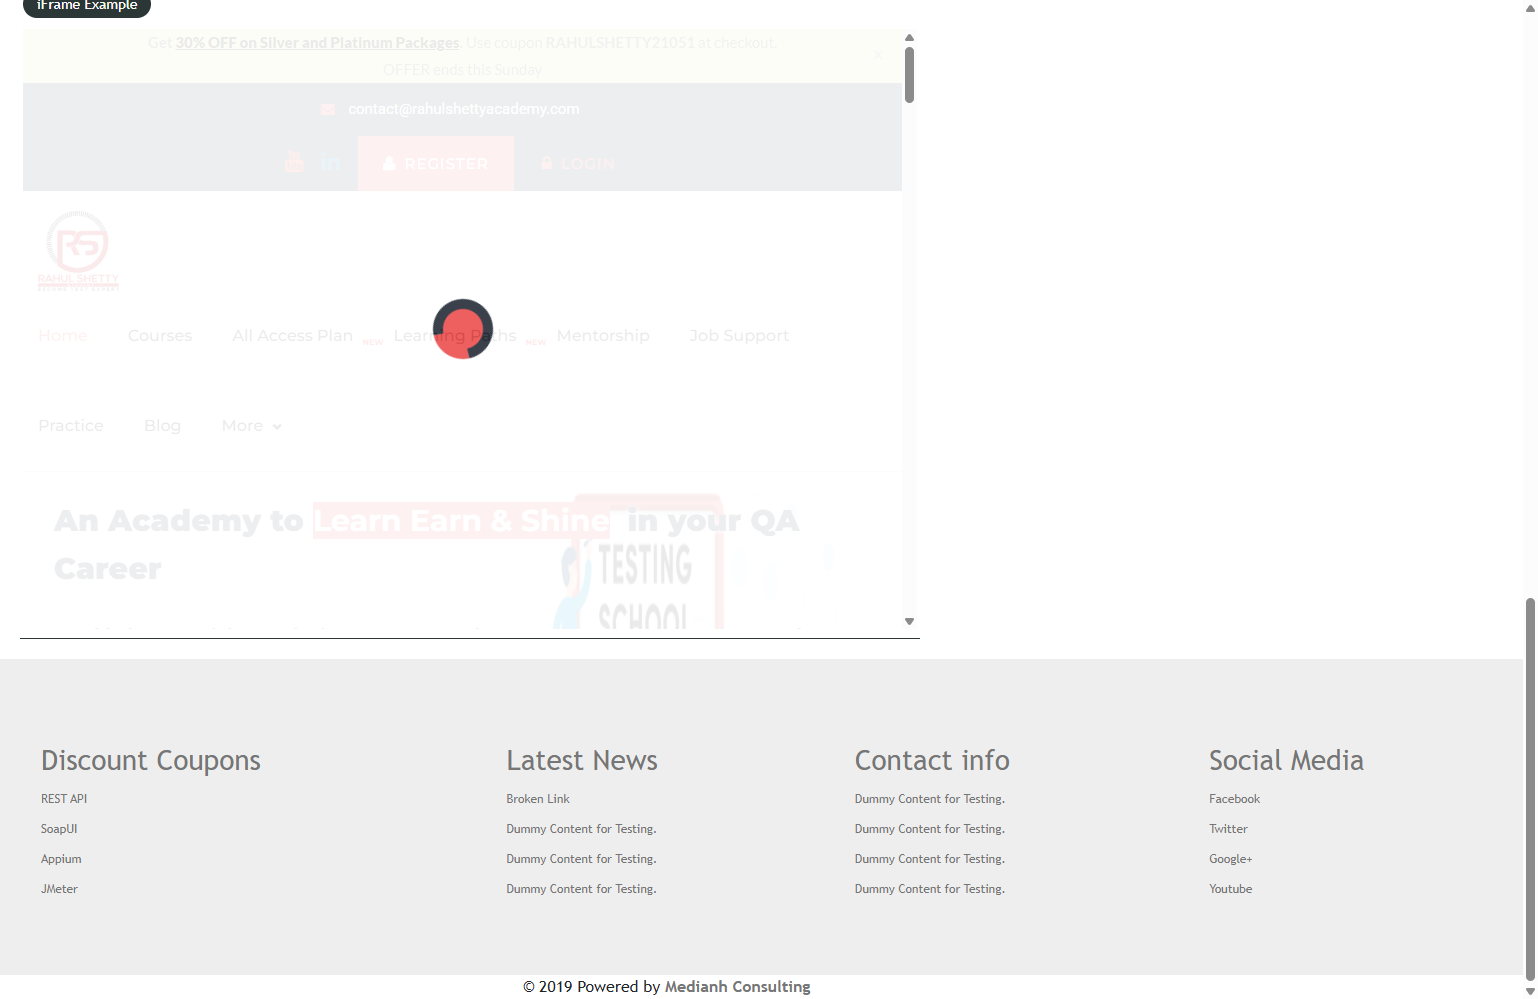 iFrame Example
Get 30% OFF on Silver and Platinum Packages. Use coupon RAHULSHETTY21051 at checkout.
OFFER ends this Sunday
contact@rahulshettyacademy.com
REGISTER
LOGIN
RS
RAHUL SHETTY
Home
Courses
All Access Plan
NEW
Learning Paths
NEW
Mentorship
Job Support
Practice
Blog
More
An Academy to Learn Earn & Shine in your QA
Career
TESTING
SCHOOL
Discount Coupons
REST API
SoapUI
Appium
JMeter
Latest News
Broken Link
Dummy Content for Testing.
Dummy Content for Testing.
Dummy Content for Testing.
Contact info
Dummy Content for Testing.
Dummy Content for Testing.
Dummy Content for Testing.
Dummy Content for Testing.
Social Media
Facebook
Twitter
Google+
Youtube
© 2019 Powered by Medianh Consulting